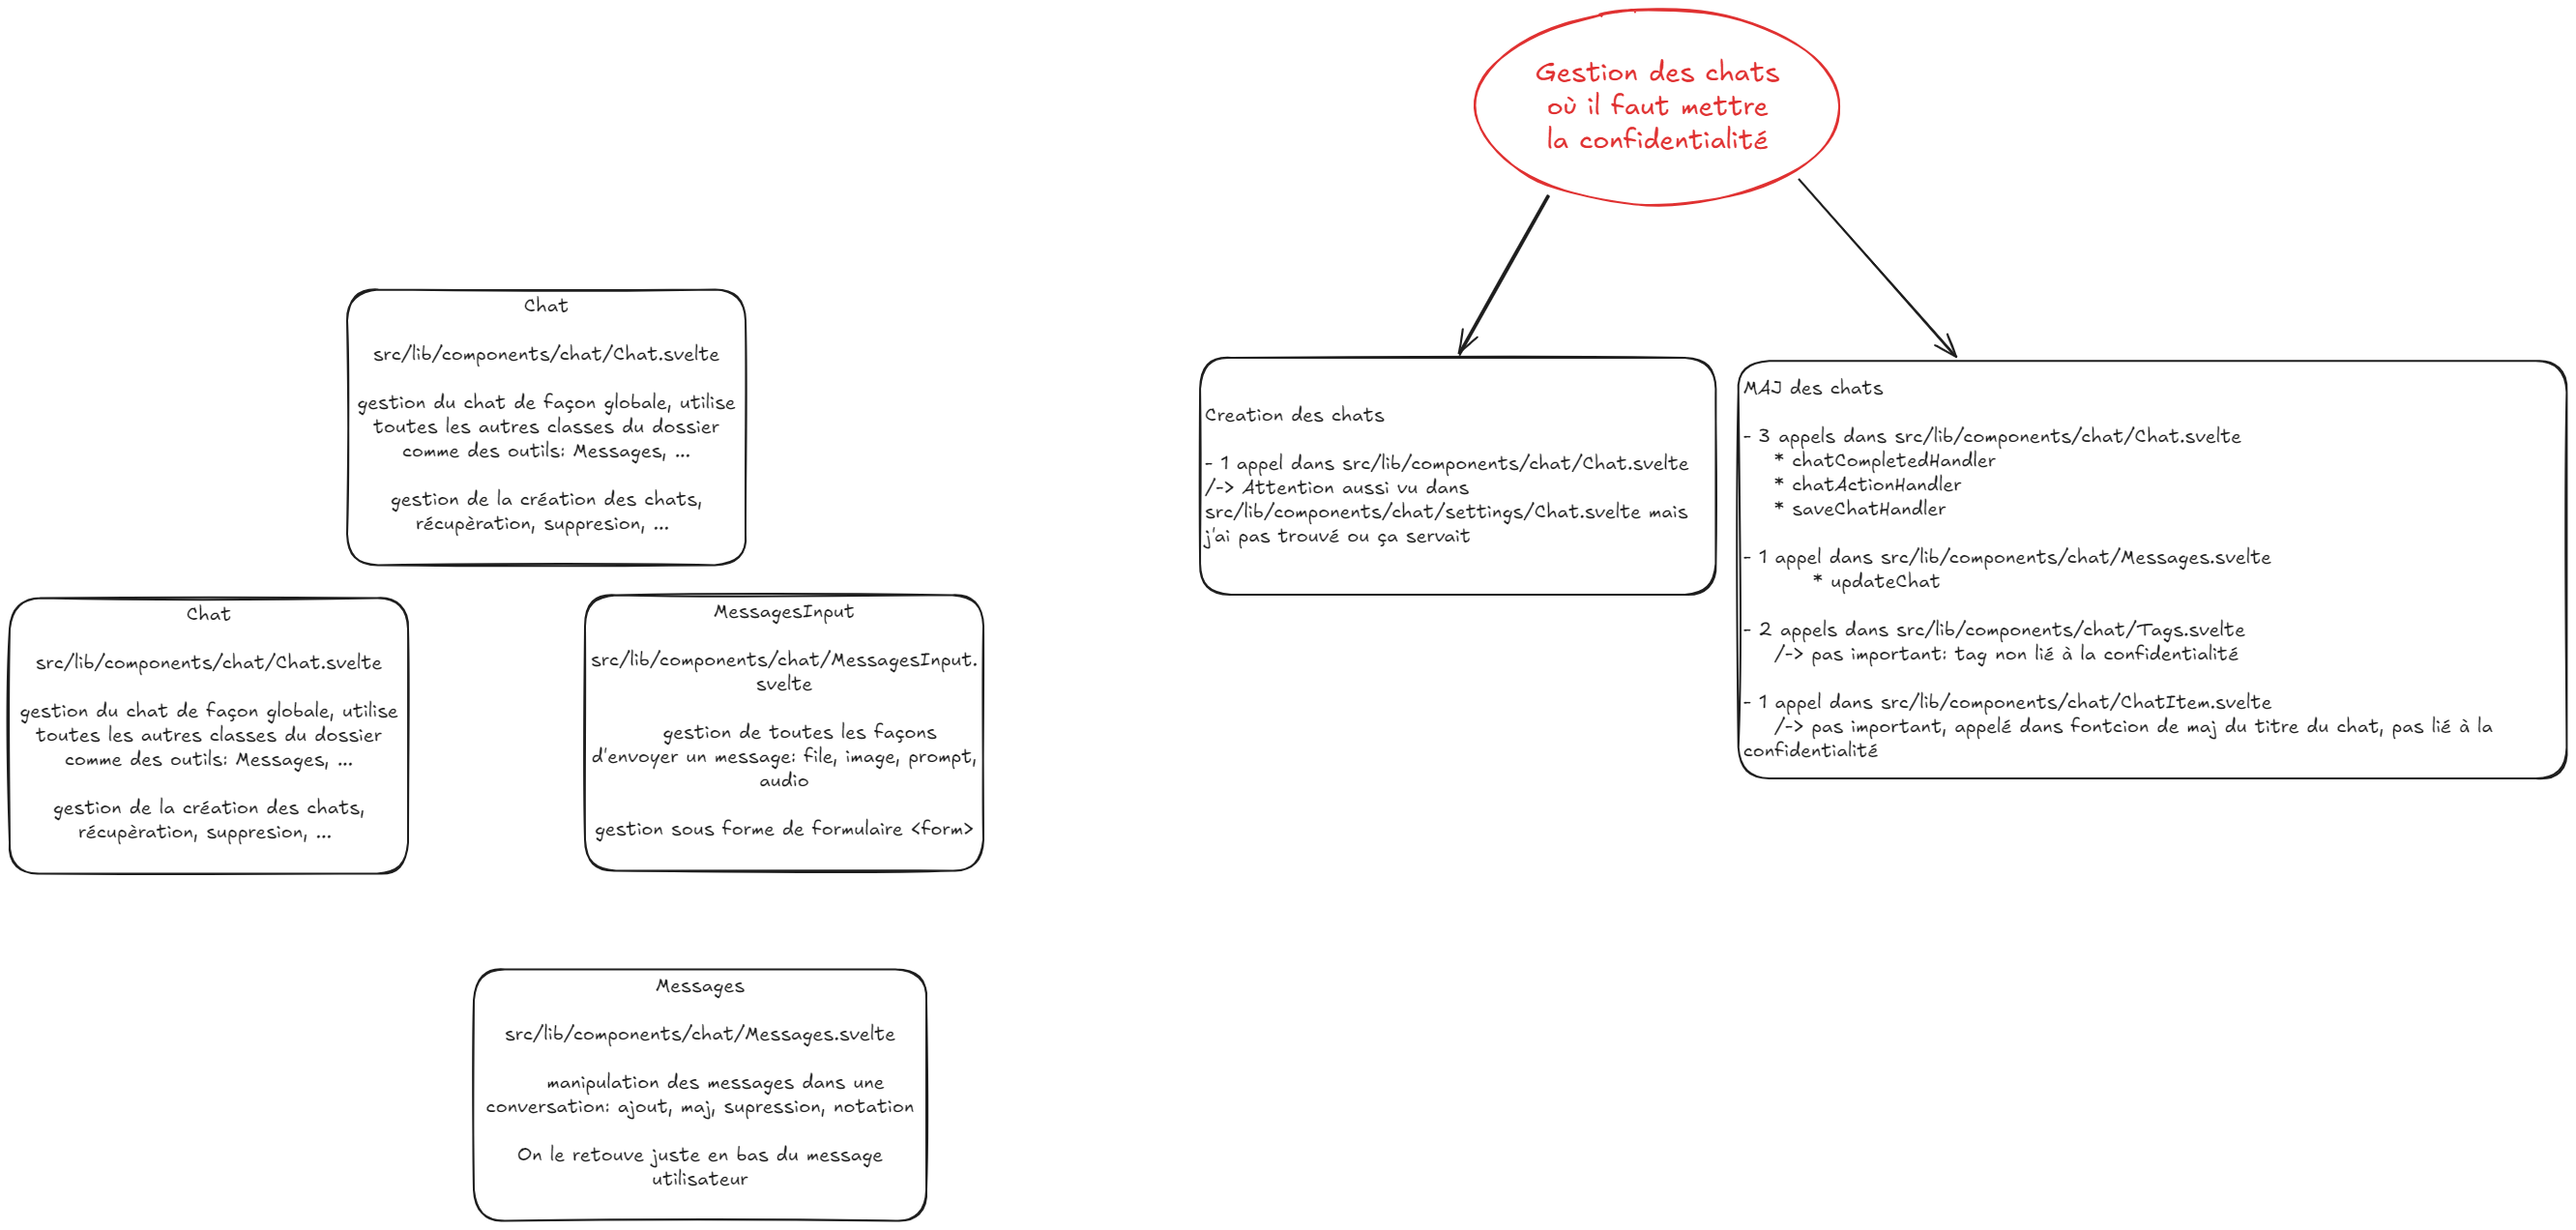 Gestion des chats
où il faut mettre
la confidentialité
Chat
src/lib/components/chat/Chat.svelte
gestion du chat de façon globale, utilise
toutes les autres classes du dossier
comme des outils: Messages, ...
gestion de la création des chats,
récupèration, suppresion, ...
Creation des chats
- 1 appel dans src/lib/components/chat/Chat.svelte
/-> Attention aussi vu dans
src/lib/components/chat/settings/Chat.svelte mais
j'ai pas trouvé ou ça servait
MAJ des chats
- 3 appels dans src/lib/components/chat/Chat.svelte
* chatCompletedHandler
* chatActionHandler
* saveChatHandler
- 1 appel dans src/lib/components/chat/Messages.svelte
* updateChat
- 2 appels dans src/lib/components/chat/Tags.svelte
/-> pas important: tag non lié à la confidentialité
- 1 appel dans src/lib/components/chat/ChatItem.svelte
/-> pas important, appelé dans fontcion de maj du titre du chat, pas lié à la
confidentialité
Chat
src/lib/components/chat/Chat.svelte
gestion du chat de façon globale, utilise
toutes les autres classes du dossier
comme des outils: Messages, ...
gestion de la création des chats,
récupèration, suppresion, ...
MessagesInput
src/lib/components/chat/MessagesInput.
svelte
gestion de toutes les façons
d'envoyer un message: file, image, prompt,
audio
gestion sous forme de formulaire <form>
Messages
src/lib/components/chat/Messages.svelte
manipulation des messages dans une
conversation: ajout, maj, supression, notation
On le retouve juste en bas du message
utilisateur